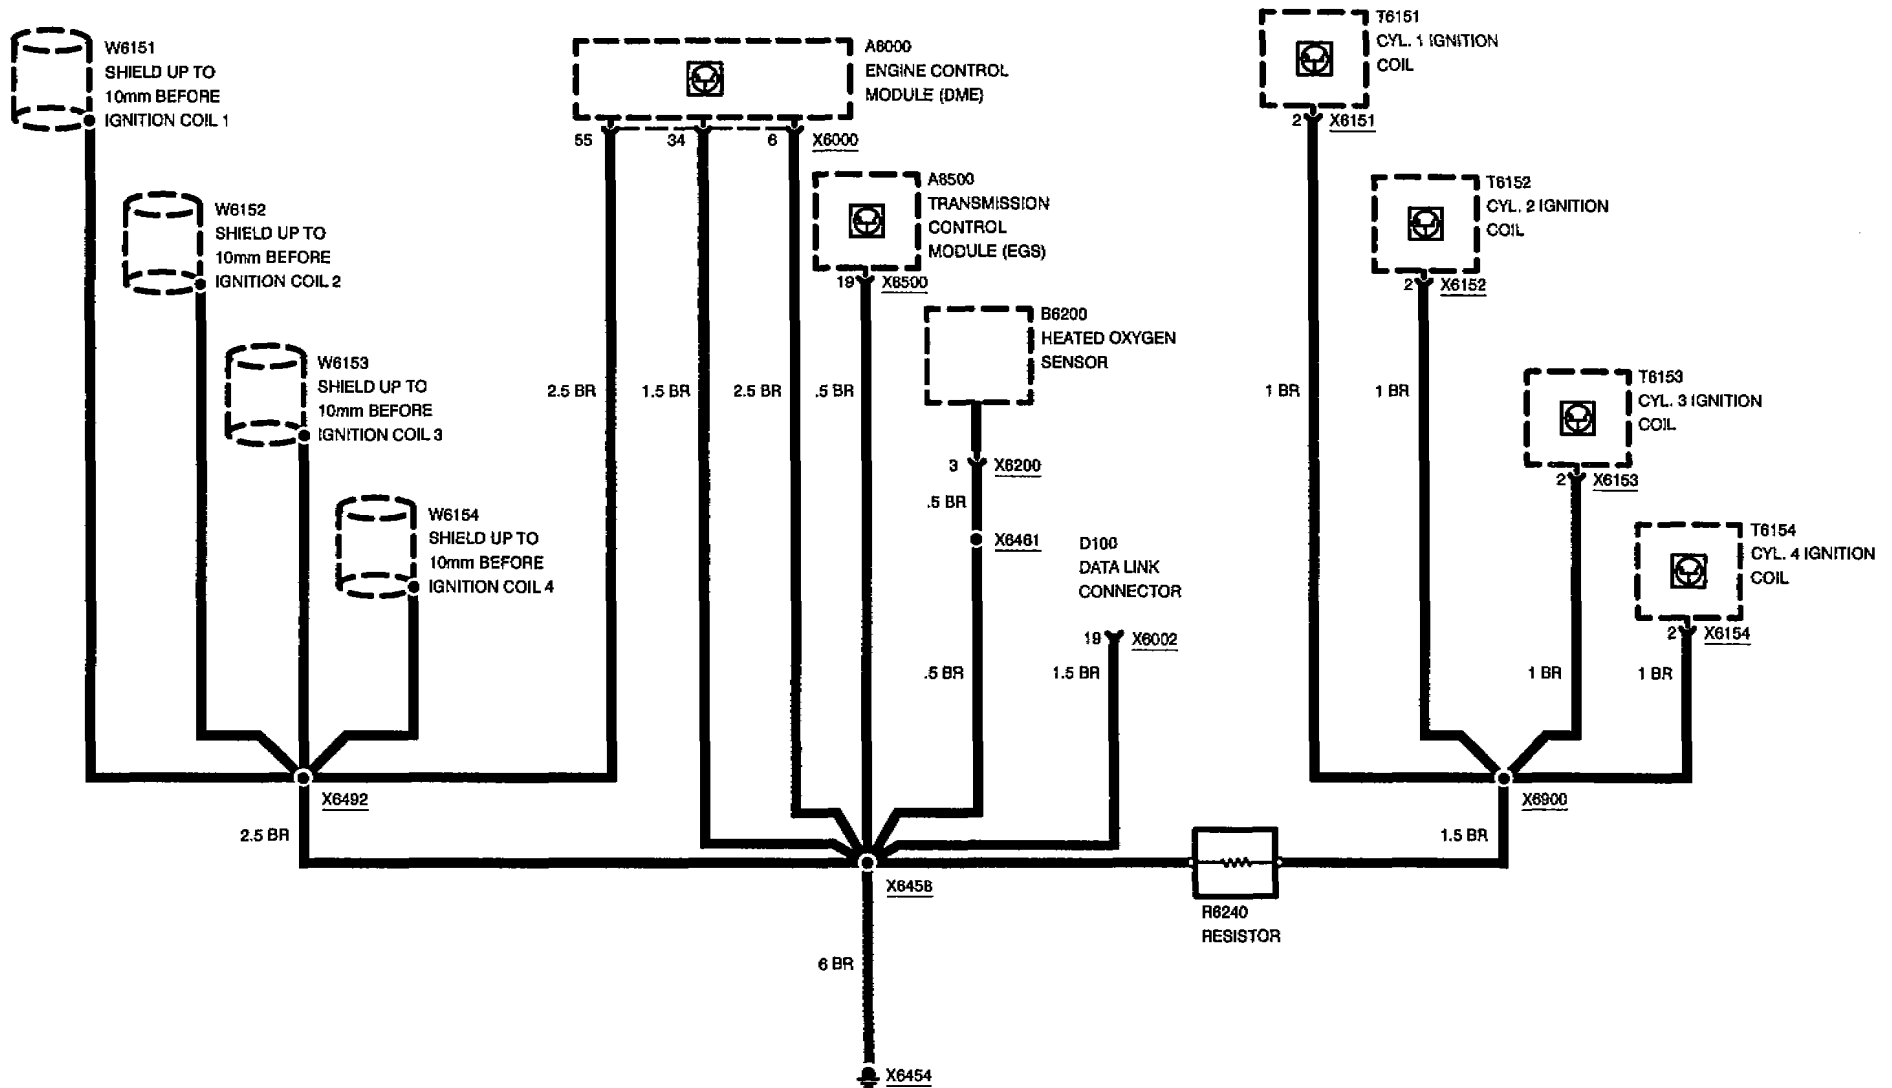 W6151
SHIELD UP TO
10mm BEFORE
IGNITION COIL 1
A6000
ENGINE CONTROL
MODULE (DME)
55
34
6
X6000
T6151
CYL. 1 IGNITION
COIL
2
X6151
W6152
SHIELD UP TO
10mm BEFORE
IGNITION COIL 2
A8500
TRANSMISSION
CONTROL
MODULE (EGS)
19
X8500
T6152
CYL. 2 IGNITION
COIL
2
X6152
B6200
HEATED OXYGEN
SENSOR
W6153
SHIELD UP TO
10mm BEFORE
IGNITION COIL 3
2.5 BR
1.5 BR
2.5 BR
.5 BR
1 BR
1 BR
T6153
CYL. 3 IGNITION
COIL
2
X6153
3
X6200
.5 BR
X6461
W6154
SHIELD UP TO
10mm BEFORE
IGNITION COIL 4
D100
DATA LINK
CONNECTOR
19
X6002
T6154
CYL. 4 IGNITION
COIL
2
X6154
.5 BR
1.5 BR
1 BR
1 BR
X6492
2.5 BR
X6900
1.5 BR
X6458
R6240
RESISTOR
6 BR
X6454